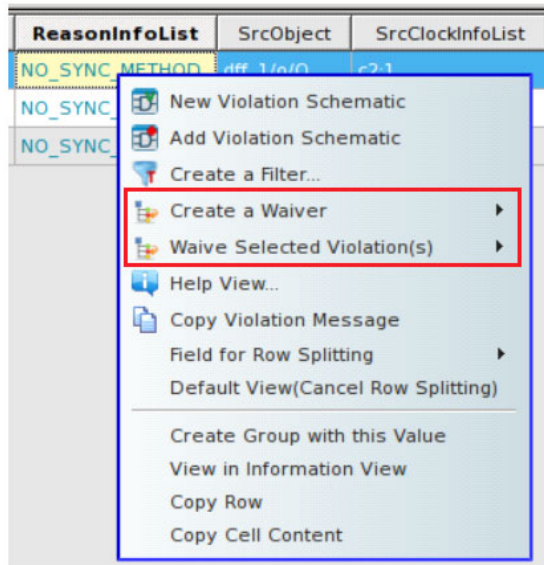 ReasonInfoList SrcObject SrcClockInfoList
NO_SYNC_METHOD dff_1/o/Q c2:1
NO_SYNC_
NO_SYNC_
New Violation Schematic
Add Violation Schematic
Create a Filter...
Create a Waiver
Waive Selected Violation(s)
Help View...
Copy Violation Message
Field for Row Splitting
Default View(Cancel Row Splitting)
Create Group with this Value
View in Information View
Copy Row
Copy Cell Content